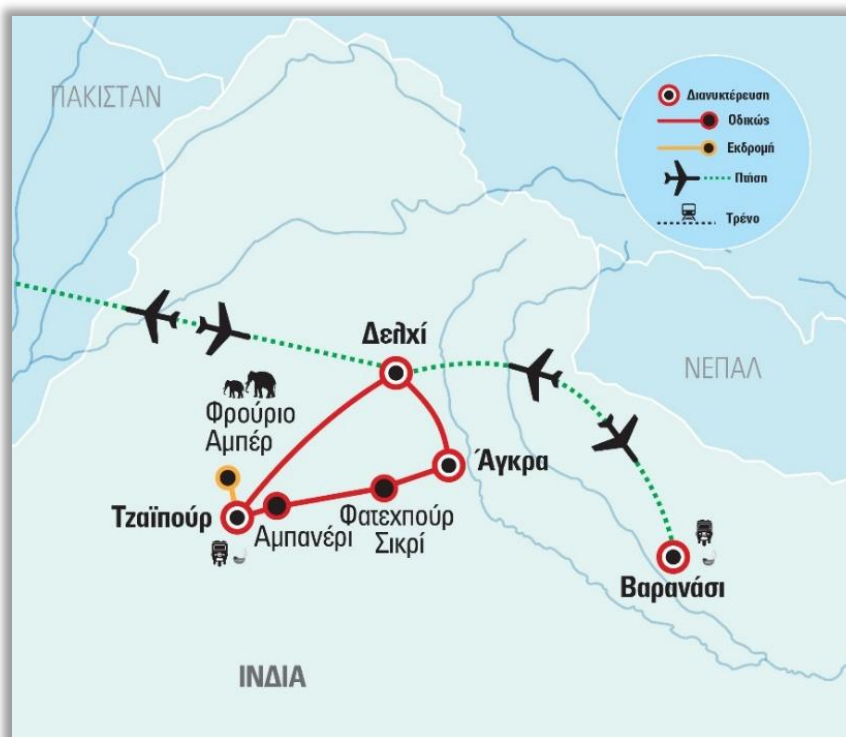 ΠΑΚΙΣΤΑΝ
Διανυκτέρευση
Οδικώς
Εκδρομή
Πτήση
Τρένο
Δελχί
ΝΕΠΑΛ
Φρούριο
Αμπέρ
Άγκρα
Τζαϊπούρ
Αμπανέρι
Φατεχπούρ
Σικρί
Βαρανάσι
ΙΝΔΙΑ